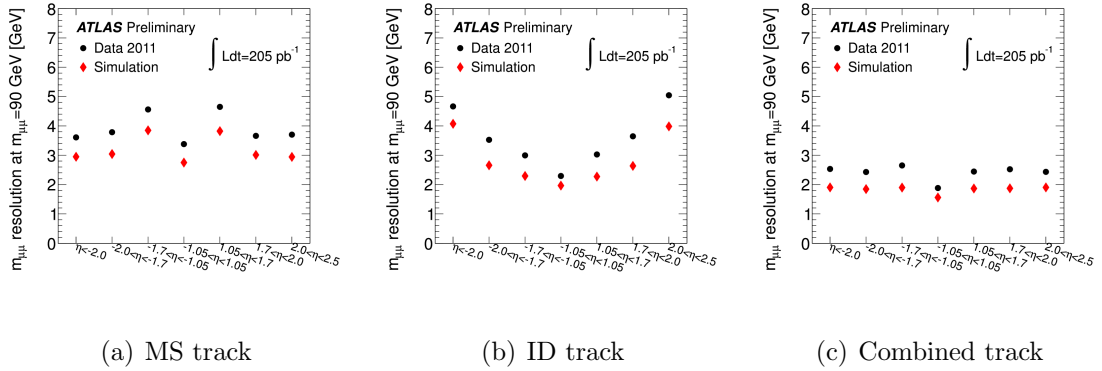 m_μμ resolution at m_μμ=90 GeV [GeV]
8
7
6
5
4
3
2
1
0
ATLAS Preliminary
Data 2011
Simulation
∫ Ldt=205 pb⁻¹
η<-2.0
-2.0<η<-1.7
-1.7<η<-1.05
-1.05<η<1.05
1.05<η<1.7
1.7<η<2.0
2.0<η<2.5
(a) MS track
m_μμ resolution at m_μμ=90 GeV [GeV]
8
7
6
5
4
3
2
1
0
ATLAS Preliminary
Data 2011
Simulation
∫ Ldt=205 pb⁻¹
η<-2.0
-2.0<η<-1.7
-1.7<η<-1.05
-1.05<η<1.05
1.05<η<1.7
1.7<η<2.0
2.0<η<2.5
(b) ID track
m_μμ resolution at m_μμ=90 GeV [GeV]
8
7
6
5
4
3
2
1
0
ATLAS Preliminary
Data 2011
Simulation
∫ Ldt=205 pb⁻¹
η<-2.0
-2.0<η<-1.7
-1.7<η<-1.05
-1.05<η<1.05
1.05<η<1.7
1.7<η<2.0
2.0<η<2.5
(c) Combined track